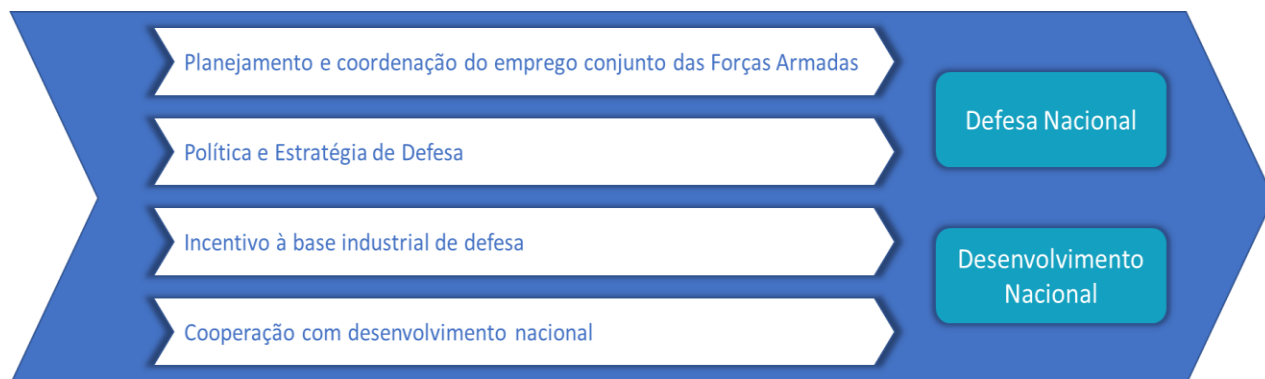 Planejamento e coordenação do emprego conjunto das Forças Armadas
Política e Estratégia de Defesa
Incentivo à base industrial de defesa
Cooperação com desenvolvimento nacional
Defesa Nacional
Desenvolvimento
Nacional